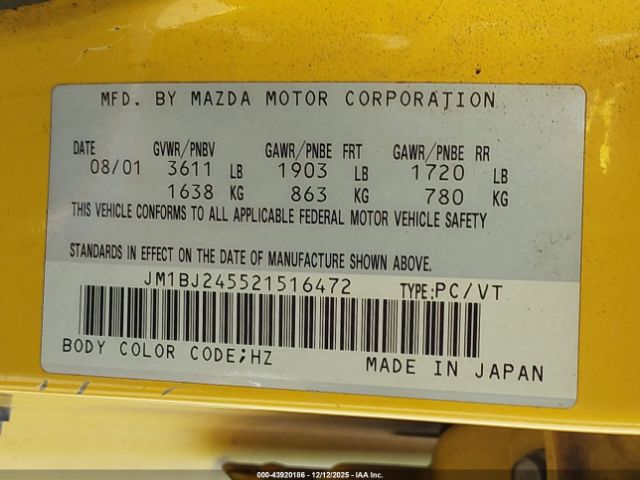 MFD. BY MAZDA MOTOR CORPORATION
DATE GVWR/PNBV GAWR/PNBE FRT GAWR/PNBE RR
08/01 3611 LB 1903 LB 1720 LB
1638 KG 863 KG 780 KG
THIS VEHICLE CONFORMS TO ALL APPLICABLE FEDERAL MOTOR VEHICLE SAFETY
STANDARDS IN EFFECT ON THE DATE OF MANUFACTURE SHOWN ABOVE.
JM1BJ245521516472 TYPE:PC/VT
BODY COLOR CODE;HZ MADE IN JAPAN
000-43920186 - 12/12/2025 - IAA Inc.